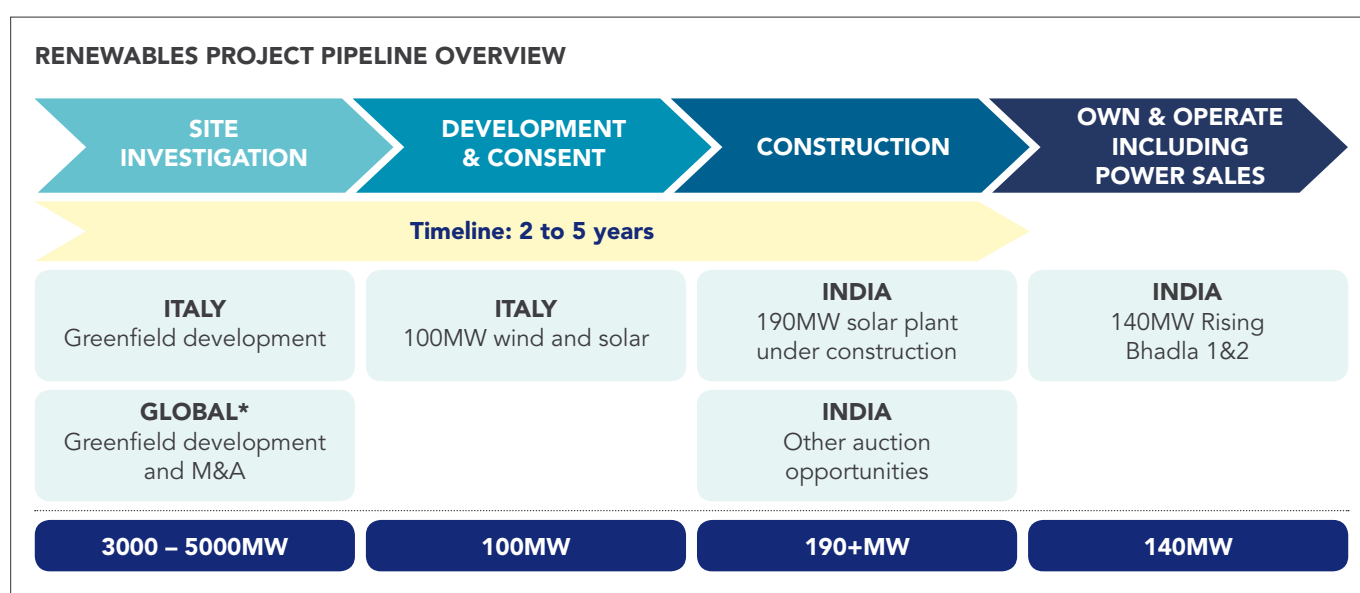 RENEWABLES PROJECT PIPELINE OVERVIEW
SITE
INVESTIGATION
DEVELOPMENT
& CONSENT
CONSTRUCTION
OWN & OPERATE
INCLUDING
POWER SALES
Timeline: 2 to 5 years
ITALY
Greenfield development
ITALY
100MW wind and solar
INDIA
190MW solar plant
under construction
INDIA
140MW Rising
Bhadla 1&2
GLOBAL*
Greenfield development
and M&A
INDIA
Other auction
opportunities
3000 – 5000MW
100MW
190+MW
140MW